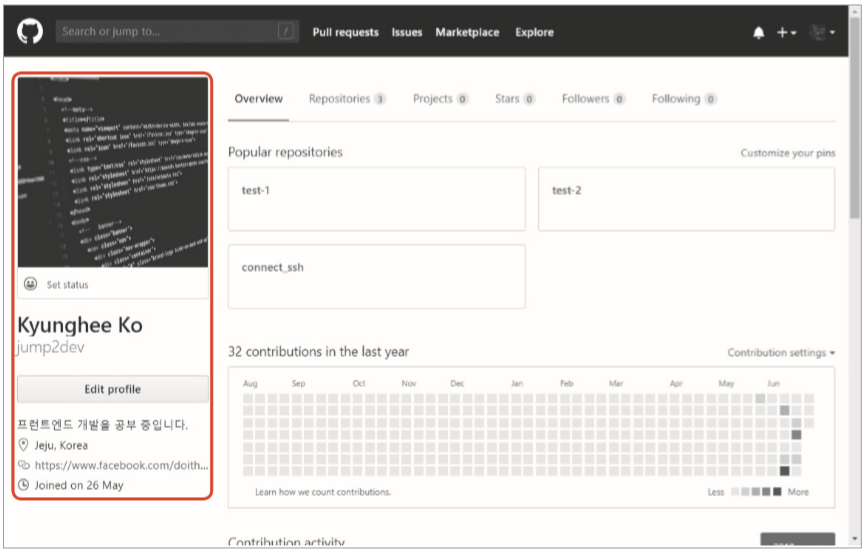 Search or jump to...
/
Pull requests Issues Marketplace Explore
Set status
Kyunghee Ko
jump2dev
Edit profile
프런트엔드 개발을 공부 중입니다.
Jeju, Korea
https://www.facebook.com/doith...
Joined on 26 May
Overview Repositories 3 Projects 0 Stars 0 Followers 0 Following 0
Popular repositories Customize your pins
test-1 test-2
connect_ssh
32 contributions in the last year Contribution settings
Aug Sep Oct Nov Dec Jan Feb Mar Apr May Jun
Learn how we count contributions. Less More
Contribution activity